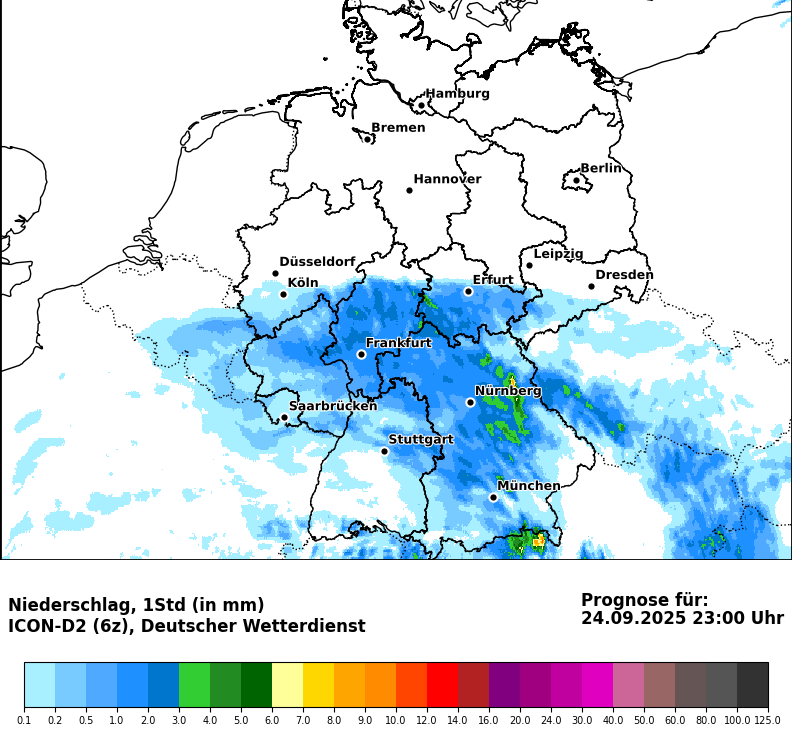 Hamburg
Bremen
Berlin
Hannover
Leipzig
Düsseldorf
Dresden
Köln
Erfurt
Frankfurt
Nürnberg
Saarbrücken
Stuttgart
München
Niederschlag, 1Std (in mm)
ICON-D2 (6z), Deutscher Wetterdienst
Prognose für:
24.09.2025 23:00 Uhr
0.1 0.2 0.5 1.0 2.0 3.0 4.0 5.0 6.0 7.0 8.0 9.0 10.0 12.0 14.0 16.0 20.0 24.0 30.0 40.0 50.0 60.0 80.0 100.0 125.0